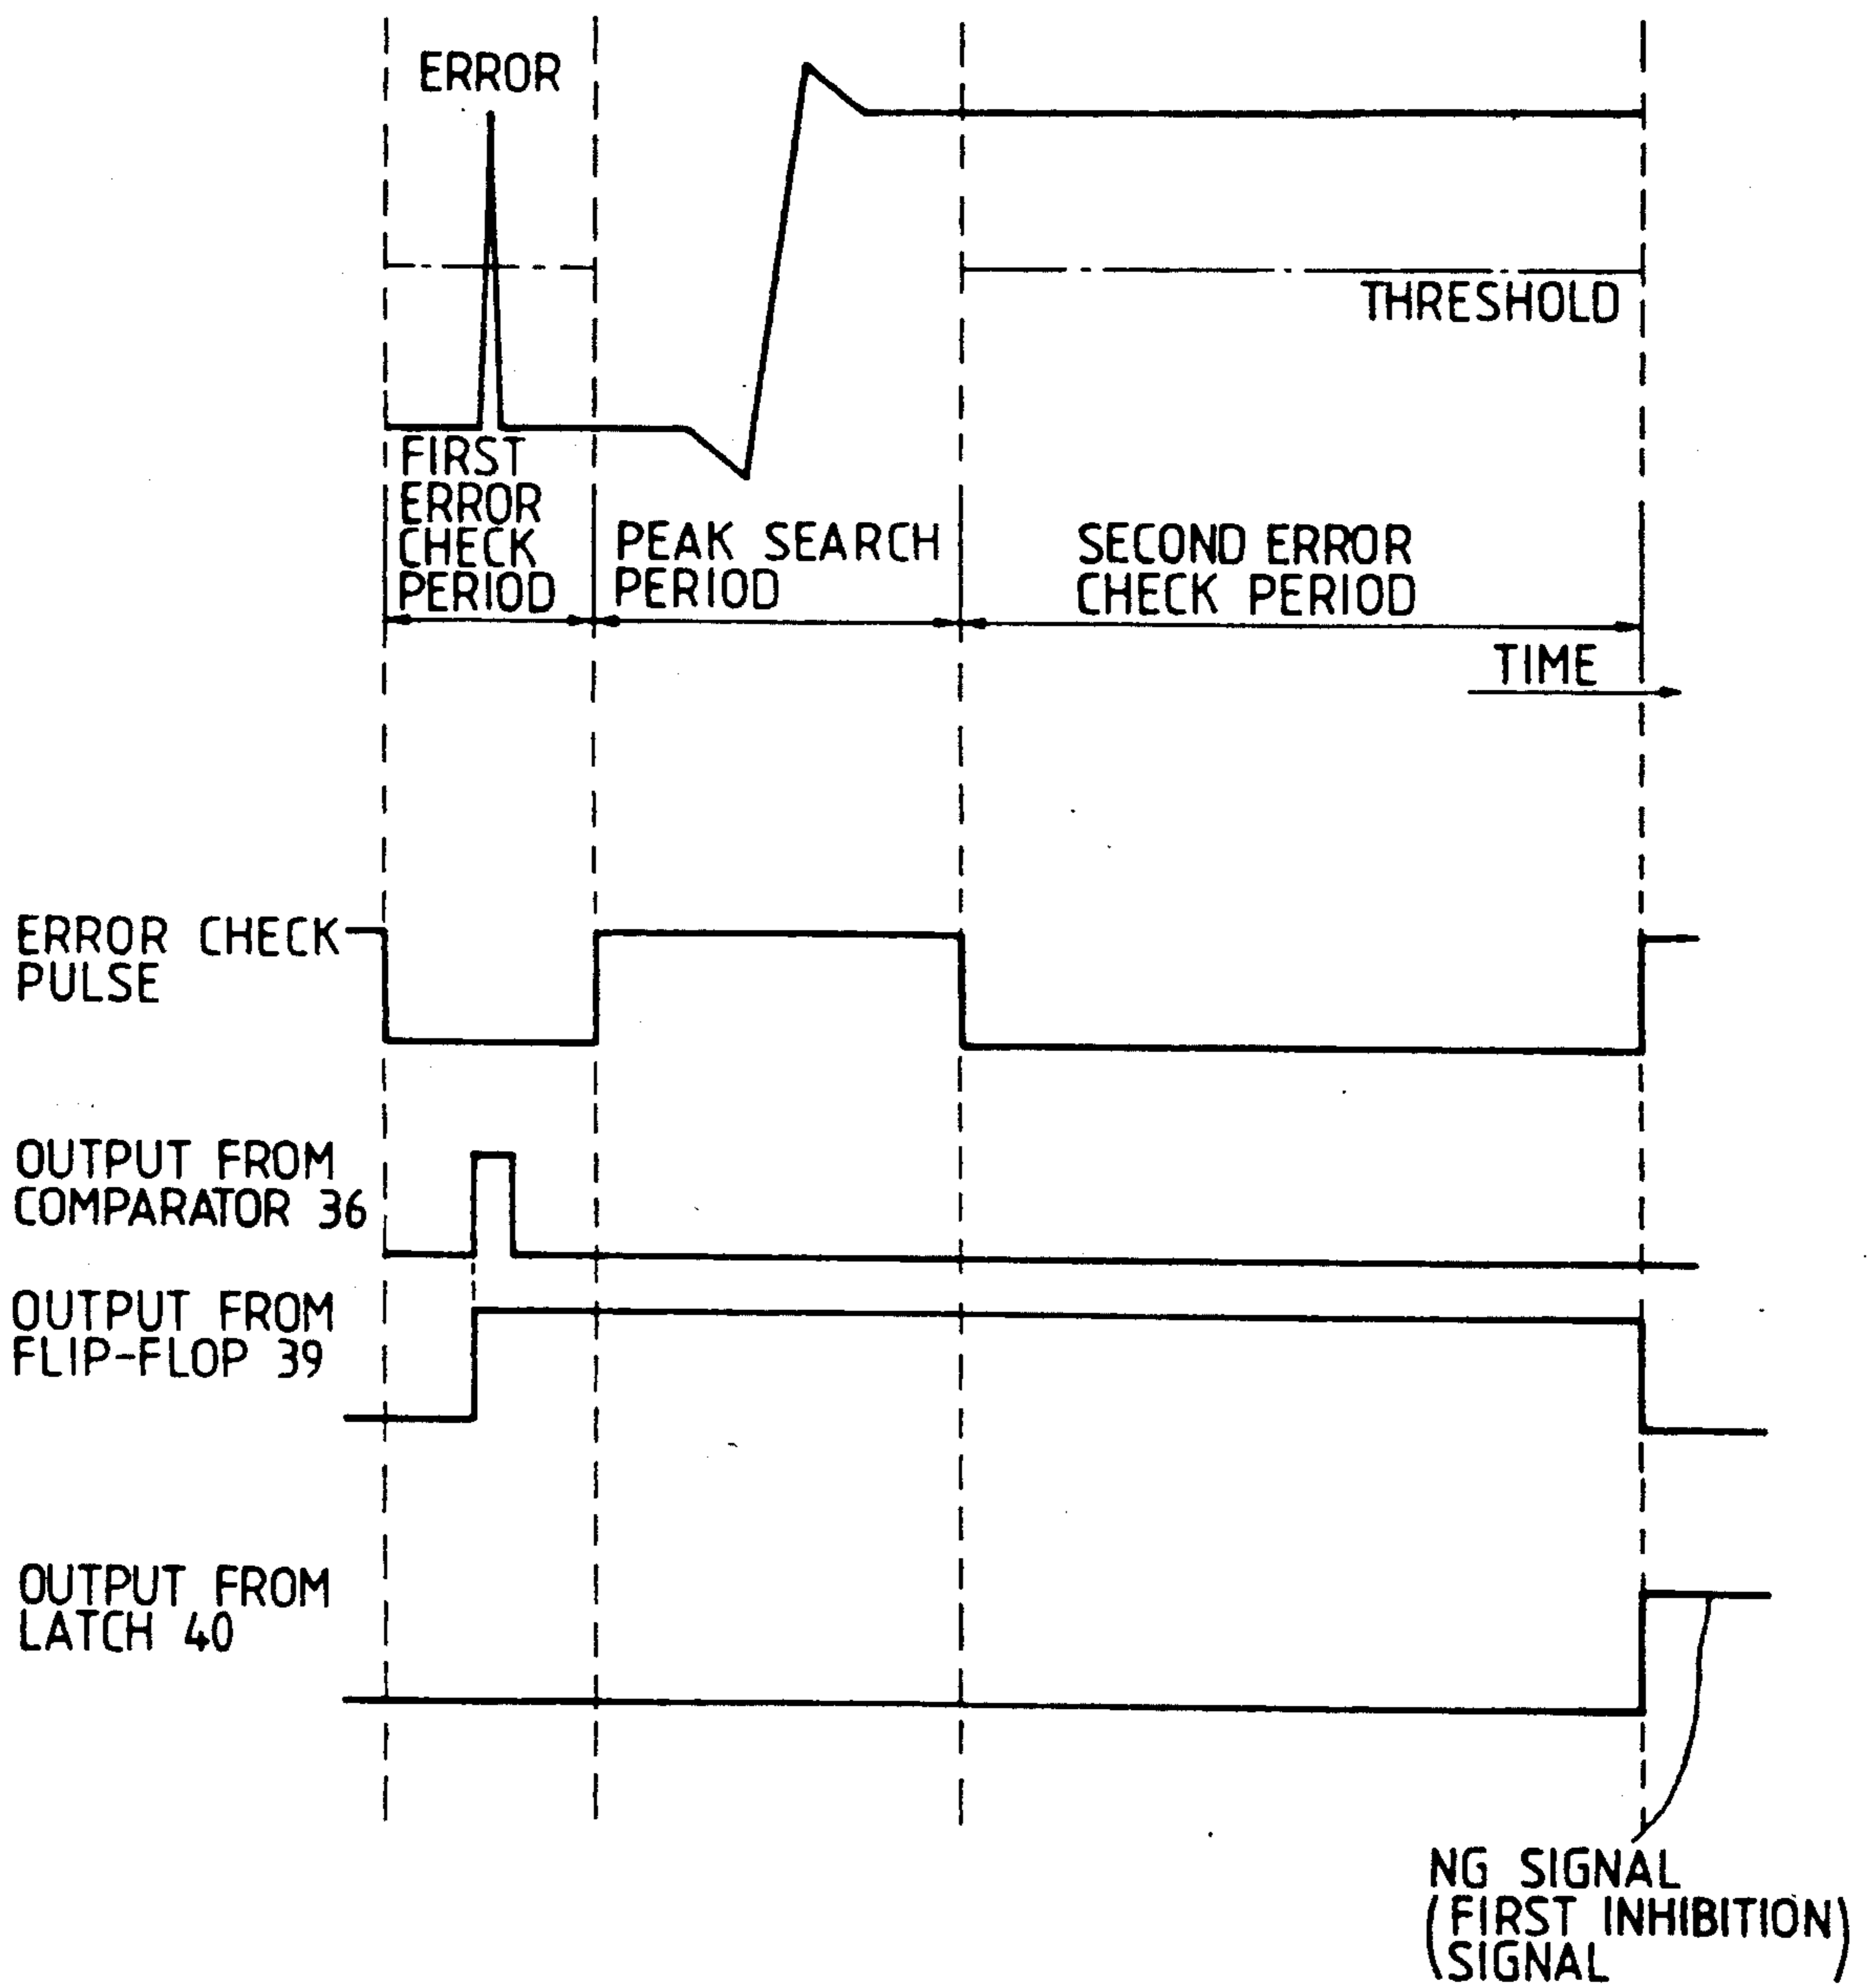 ERROR
THRESHOLD
FIRST
ERROR
CHECK
PERIOD
PEAK SEARCH
PERIOD
SECOND ERROR
CHECK PERIOD
TIME
ERROR CHECK
PULSE
OUTPUT FROM
COMPARATOR 36
OUTPUT FROM
FLIP-FLOP 39
OUTPUT FROM
LATCH 40
NG SIGNAL
(FIRST INHIBITION)
SIGNAL